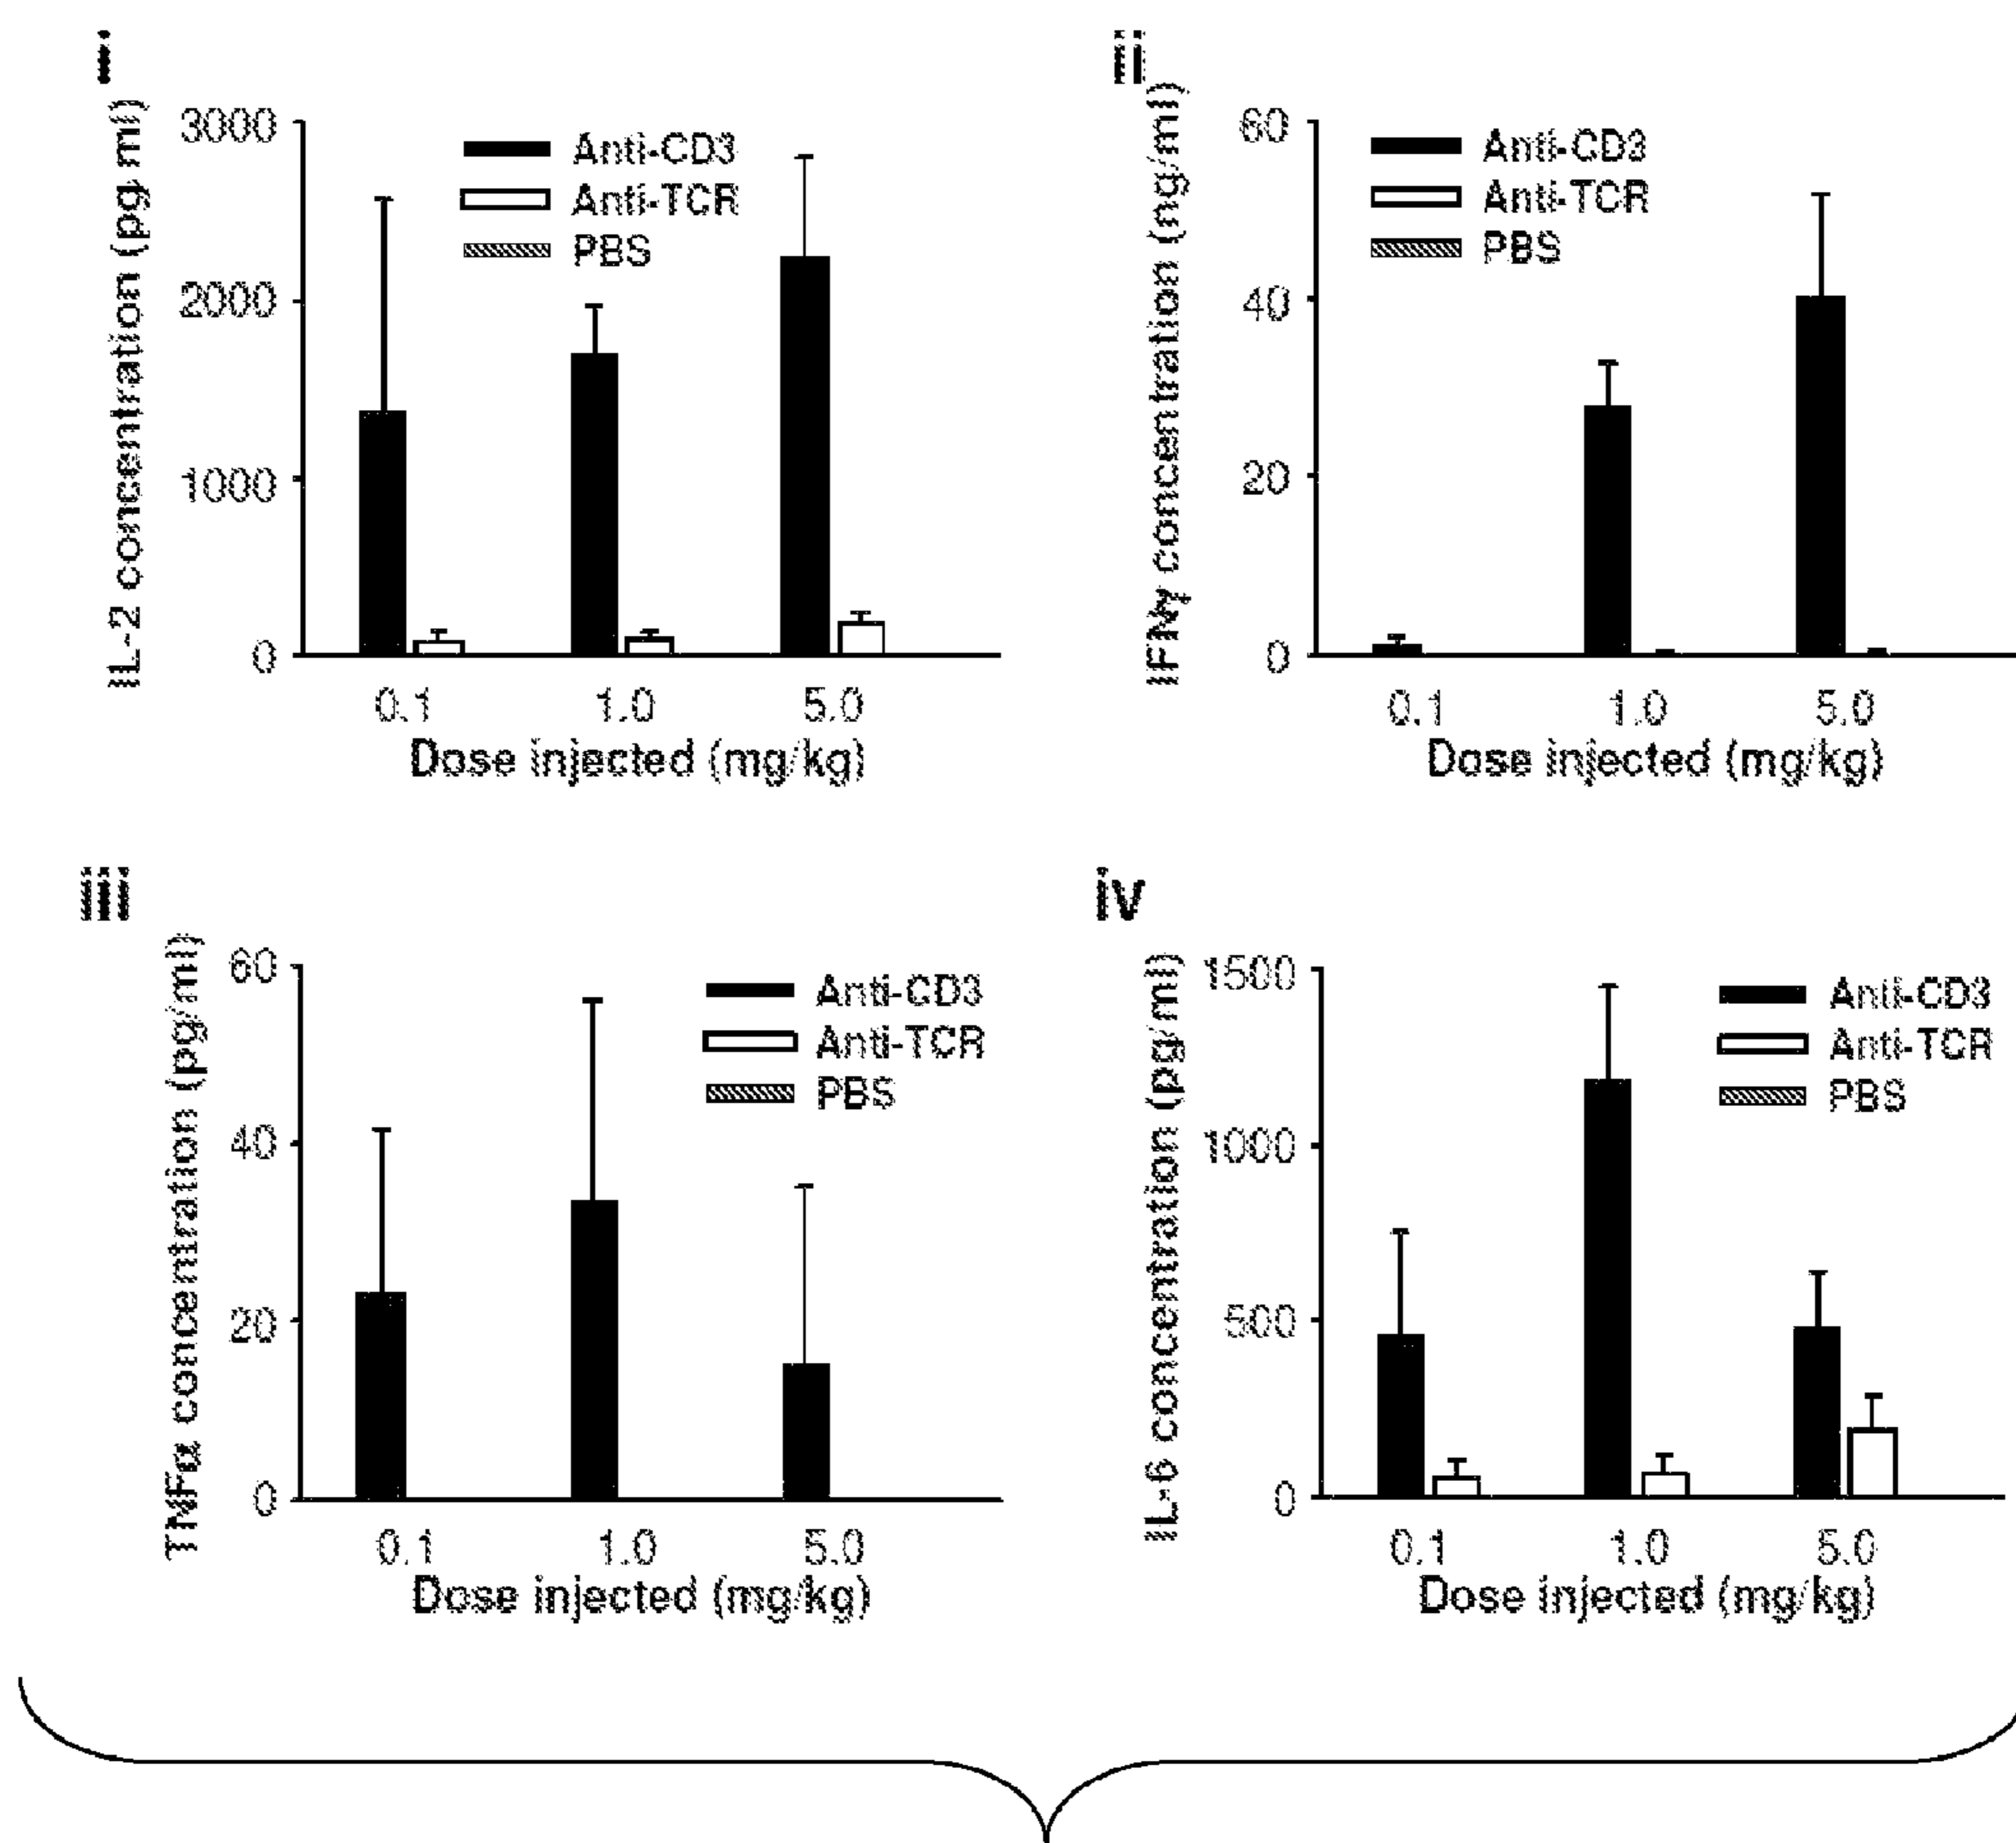 i
IL-2 concentration (pg ml)
3000
2000
1000
0
Anti-CD3
Anti-TCR
PBS
0.1 1.0 5.0
Dose injected (mg/kg)
ii
IFNγ concentration (ng/ml)
60
40
20
0
Anti-CD3
Anti-TCR
PBS
0.1 1.0 5.0
Dose injected (mg/kg)
iii
TNFα concentration (pg/ml)
60
40
20
0
Anti-CD3
Anti-TCR
PBS
0.1 1.0 5.0
Dose injected (mg/kg)
iv
IL-6 concentration (pg/ml)
1500
1000
500
0
Anti-CD3
Anti-TCR
PBS
0.1 1.0 5.0
Dose injected (mg/kg)